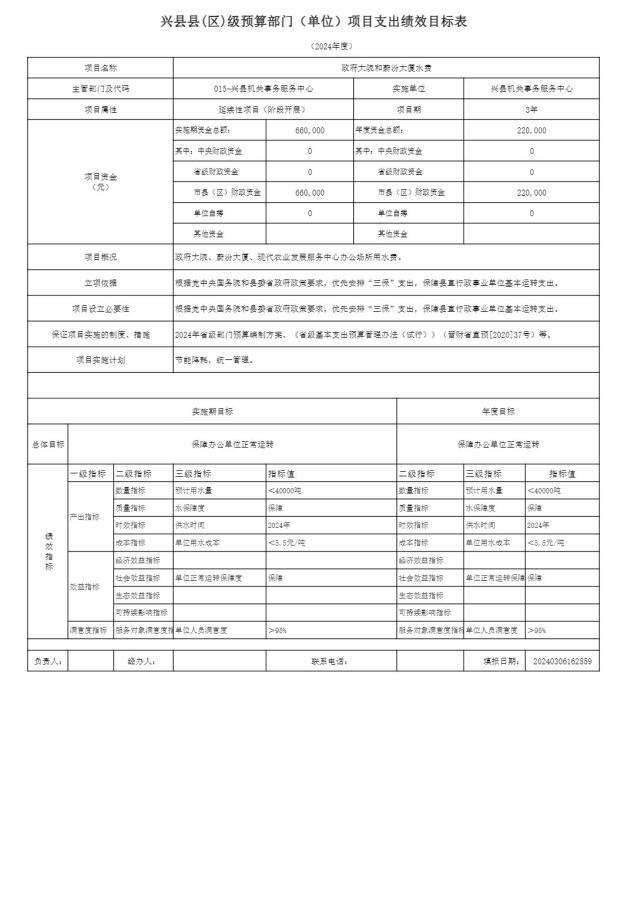 兴县县(区)级预算部门（单位）项目支出绩效目标表
（2024年度）
项目名称 政府大院和蔚汾大厦水费
主管部门及代码 015-兴县机关事务服务中心 实施单位 兴县机关事务服务中心
项目属性 延续性项目（阶段开展） 项目期 3年
项目资金
（元）
实施期资金总额： 660,000 年度资金总额： 220,000
其中：中央财政资金 0 其中：中央财政资金 0
省级财政资金 0 省级财政资金 0
市县（区）财政资金 660,000 市县（区）财政资金 220,000
单位自筹 0 单位自筹 0
其他资金 其他资金
项目概况 政府大院、蔚汾大厦、现代农业发展服务中心办公场所用水费。
立项依据 根据党中央国务院和县委省政府政策要求，优先安排“三保”支出，保障县直行政事业单位基本运转支出。
项目设立必要性 根据党中央国务院和县委省政府政策要求，优先安排“三保”支出，保障县直行政事业单位基本运转支出。
保证项目实施的制度、措施 2024年省级部门预算编制方案、《省级基本支出预算管理办法（试行）》（晋财省直预[2020]37号）等。
项目实施计划 节能降耗，统一管理。
实施期目标 年度目标
总体目标 保障办公单位正常运转 保障办公单位正常运转
绩效指标
一级指标 二级指标 三级指标 指标值 二级指标 三级指标 指标值
产出指标
数量指标 预计用水量 ＜40000吨 数量指标 预计用水量 ＜40000吨
质量指标 水保障度 保障 质量指标 水保障度 保障
时效指标 供水时间 2024年 时效指标 供水时间 2024年
成本指标 单位用水成本 ＜5.5元/吨 成本指标 单位用水成本 ＜5.5元/吨
效益指标
经济效益指标 经济效益指标
社会效益指标 单位正常运转保障度 保障 社会效益指标 单位正常运转保障 保障
生态效益指标 生态效益指标
可持续影响指标 可持续影响指标
满意度指标 服务对象满意度指 单位人员满意度 ＞98% 服务对象满意度指标 单位人员满意度 ＞98%
负责人： 经办人： 联系电话： 填报日期： 20240306162859